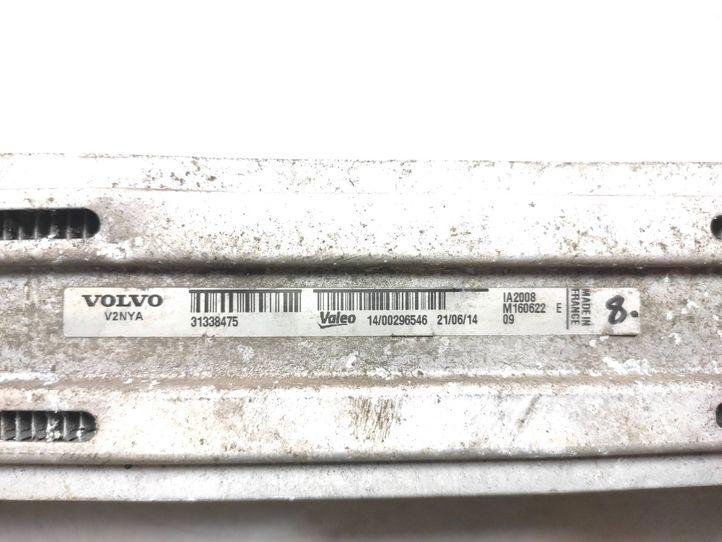 VOLVO
V2NYA
31338475
Valeo 14/00296546 21/06/14
IA2008
M160622 E
09
MADE IN
FRANCE
8.